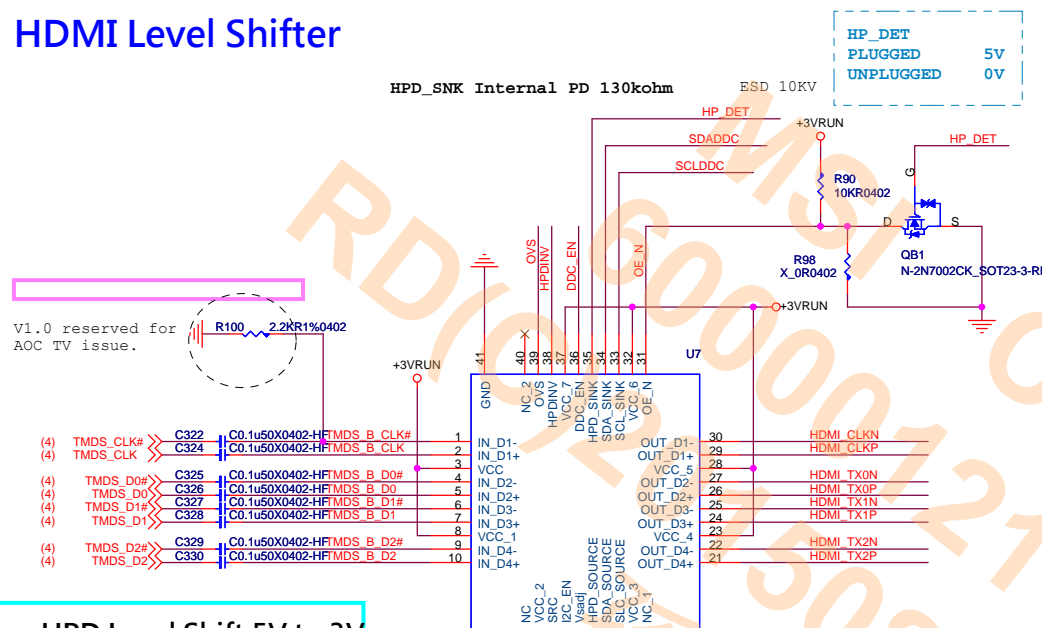 HDMI Level Shifter
HP_DET
PLUGGED 5V
UNPLUGGED 0V
HPD_SNK Internal PD 130kohm
ESD 10KV
HP_DET
SDADDC
SCLDDC
+3VRUN
HP_DET
R90
10KR0402
G
D
S
QB1
N-2N7002CK_SOT23-3-R
R98
X_0R0402
OVS
HPDINV
DDC_EN
OE_N
+3VRUN
V1.0 reserved for
AOC TV issue.
R100 2.2KR1%0402
+3VRUN
U7
41 40 39 38 37 36 35 34 33 32 31
GND
NC_2
OVS
HPDINV
VCC_7
DDC_EN
HPD_SINK
SDA_SINK
SCL_SINK
VCC_6
OE_N
(4) TMDS_CLK# C322 C0.1u50X0402-HF TMDS_B_CLK# 1 IN_D1- OUT_D1- 30 HDMI_CLKN
(4) TMDS_CLK C324 C0.1u50X0402-HF TMDS_B_CLK 2 IN_D1+ OUT_D1+ 29 HDMI_CLKP
3 VCC VCC_5 28
(4) TMDS_D0# C325 C0.1u50X0402-HF TMDS_B_D0# 4 IN_D2- OUT_D2- 27 HDMI_TX0N
(4) TMDS_D0 C326 C0.1u50X0402-HF TMDS_B_D0 5 IN_D2+ OUT_D2+ 26 HDMI_TX0P
(4) TMDS_D1# C327 C0.1u50X0402-HF TMDS_B_D1# 6 IN_D3- OUT_D3- 25 HDMI_TX1N
(4) TMDS_D1 C328 C0.1u50X0402-HF TMDS_B_D1 7 IN_D3+ OUT_D3+ 24 HDMI_TX1P
8 VCC_1 VCC_4 23
(4) TMDS_D2# C329 C0.1u50X0402-HF TMDS_B_D2# 9 IN_D4- OUT_D4- 22 HDMI_TX2N
(4) TMDS_D2 C330 C0.1u50X0402-HF TMDS_B_D2 10 IN_D4+ OUT_D4+ 21 HDMI_TX2P
NC
VCC_2
SRC
I2C_EN
Vsadj
HPD_SOURCE
SDA_SOURCE
SLC_SOURCE
VCC_3
NC_1
HPD Level Shift 5V to 3V
MSI
RD(C)